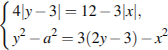 4|y − 3| = 12 − 3|x|,
y² − a² = 3(2y − 3) − x²